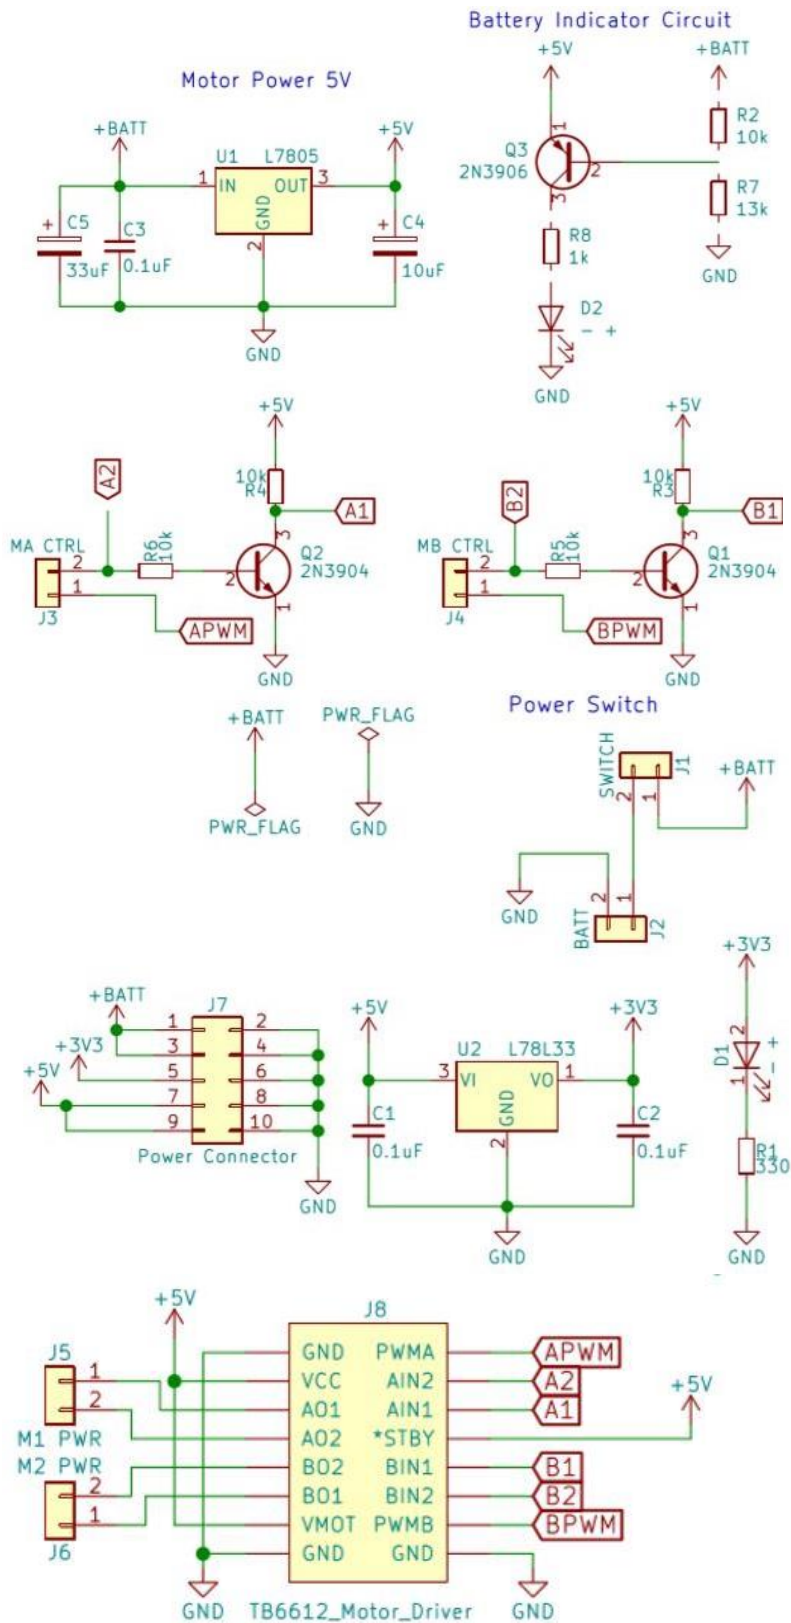 Battery Indicator Circuit
Motor Power 5V
+BATT
U1 L7805
+5V
1 IN OUT 3
GND
2
+ C5
33uF
C3
0.1uF
+ C4
10uF
GND
+5V
+BATT
Q3
2N3906
1
2
3
R2
10k
R7
13k
GND
R8
1k
D2
- +
GND
+5V
10k
R4
A2
A1
MA CTRL
2
1
J3
R6
10k
2
3
1
Q2
2N3904
APWM
GND
+5V
10k
R3
B2
B1
MB CTRL
2
1
J4
R5
10k
2
3
1
Q1
2N3904
BPWM
GND
+BATT
PWR_FLAG
PWR_FLAG
GND
Power Switch
SWITCH
J1
2
1
+BATT
GND
2
1
BATT
J2
+3V3
D1
2
1
+
-
R1
330
GND
-
+BATT
+3V3
+5V
J7
1 2
3 4
5 6
7 8
9 10
Power Connector
GND
+5V
U2 L78L33
+3V3
3 VI VO 1
GND
2
C1
0.1uF
C2
0.1uF
GND
+5V
J8
J5
1
2
M1 PWR
M2 PWR
2
1
J6
GND PWMA APWM
VCC AIN2 A2
AO1 AIN1 A1
AO2 *STBY
+5V
BO2 BIN1 B1
BO1 BIN2 B2
VMOT PWMB BPWM
GND GND
GND TB6612_Motor_Driver GND